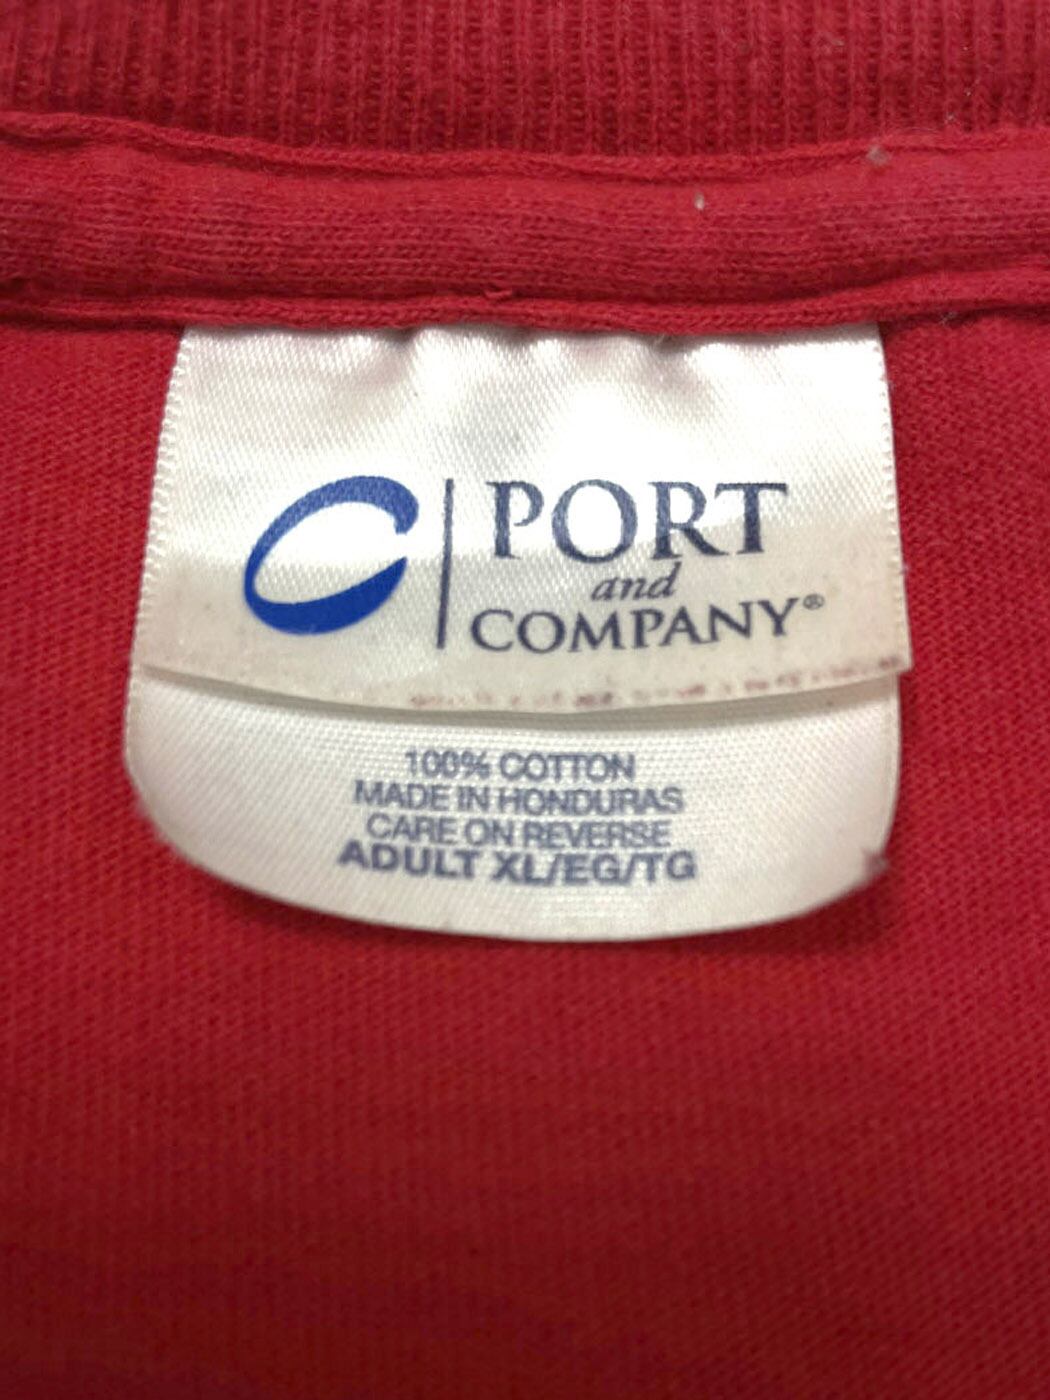 PORT
and
COMPANY®
100% COTTON
MADE IN HONDURAS
CARE ON REVERSE
ADULT XL/EG/TG